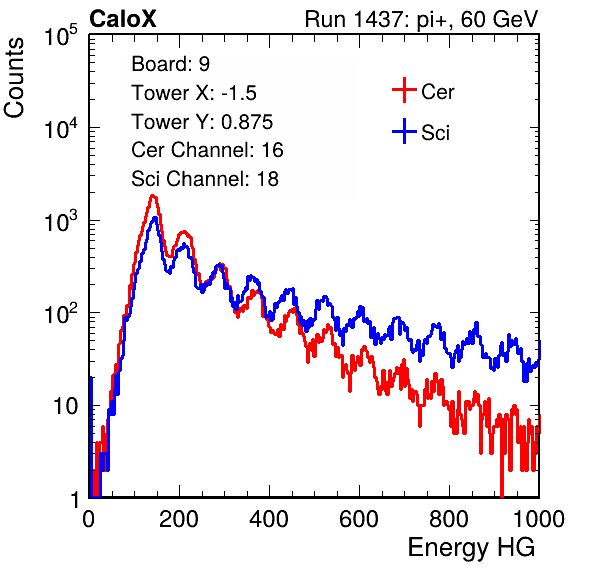 CaloX Run 1437: pi+, 60 GeV
Counts
Board: 9
Tower X: -1.5
Tower Y: 0.875
Cer Channel: 16
Sci Channel: 18
Cer
Sci
10^5
10^4
10^3
10^2
10
1
0 200 400 600 800 1000
Energy HG